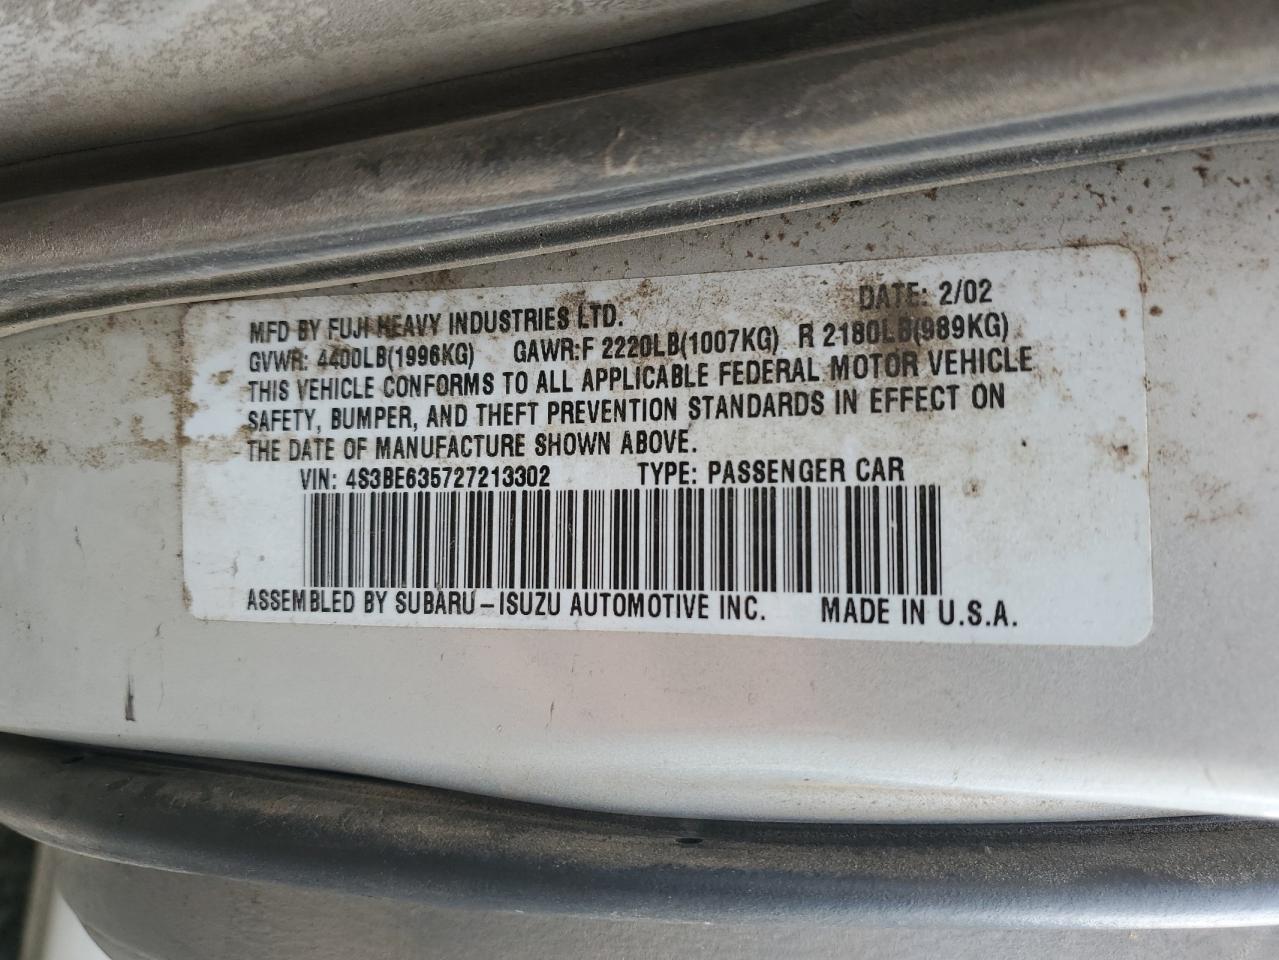 DATE: 2/02
MFD BY FUJI HEAVY INDUSTRIES LTD.
GVWR: 4400LB(1996KG) GAWR:F 2220LB(1007KG) R 2180LB(989KG)
THIS VEHICLE CONFORMS TO ALL APPLICABLE FEDERAL MOTOR VEHICLE
SAFETY, BUMPER, AND THEFT PREVENTION STANDARDS IN EFFECT ON
THE DATE OF MANUFACTURE SHOWN ABOVE.
VIN: 4S3BE635727213302 TYPE: PASSENGER CAR
ASSEMBLED BY SUBARU-ISUZU AUTOMOTIVE INC. MADE IN U.S.A.